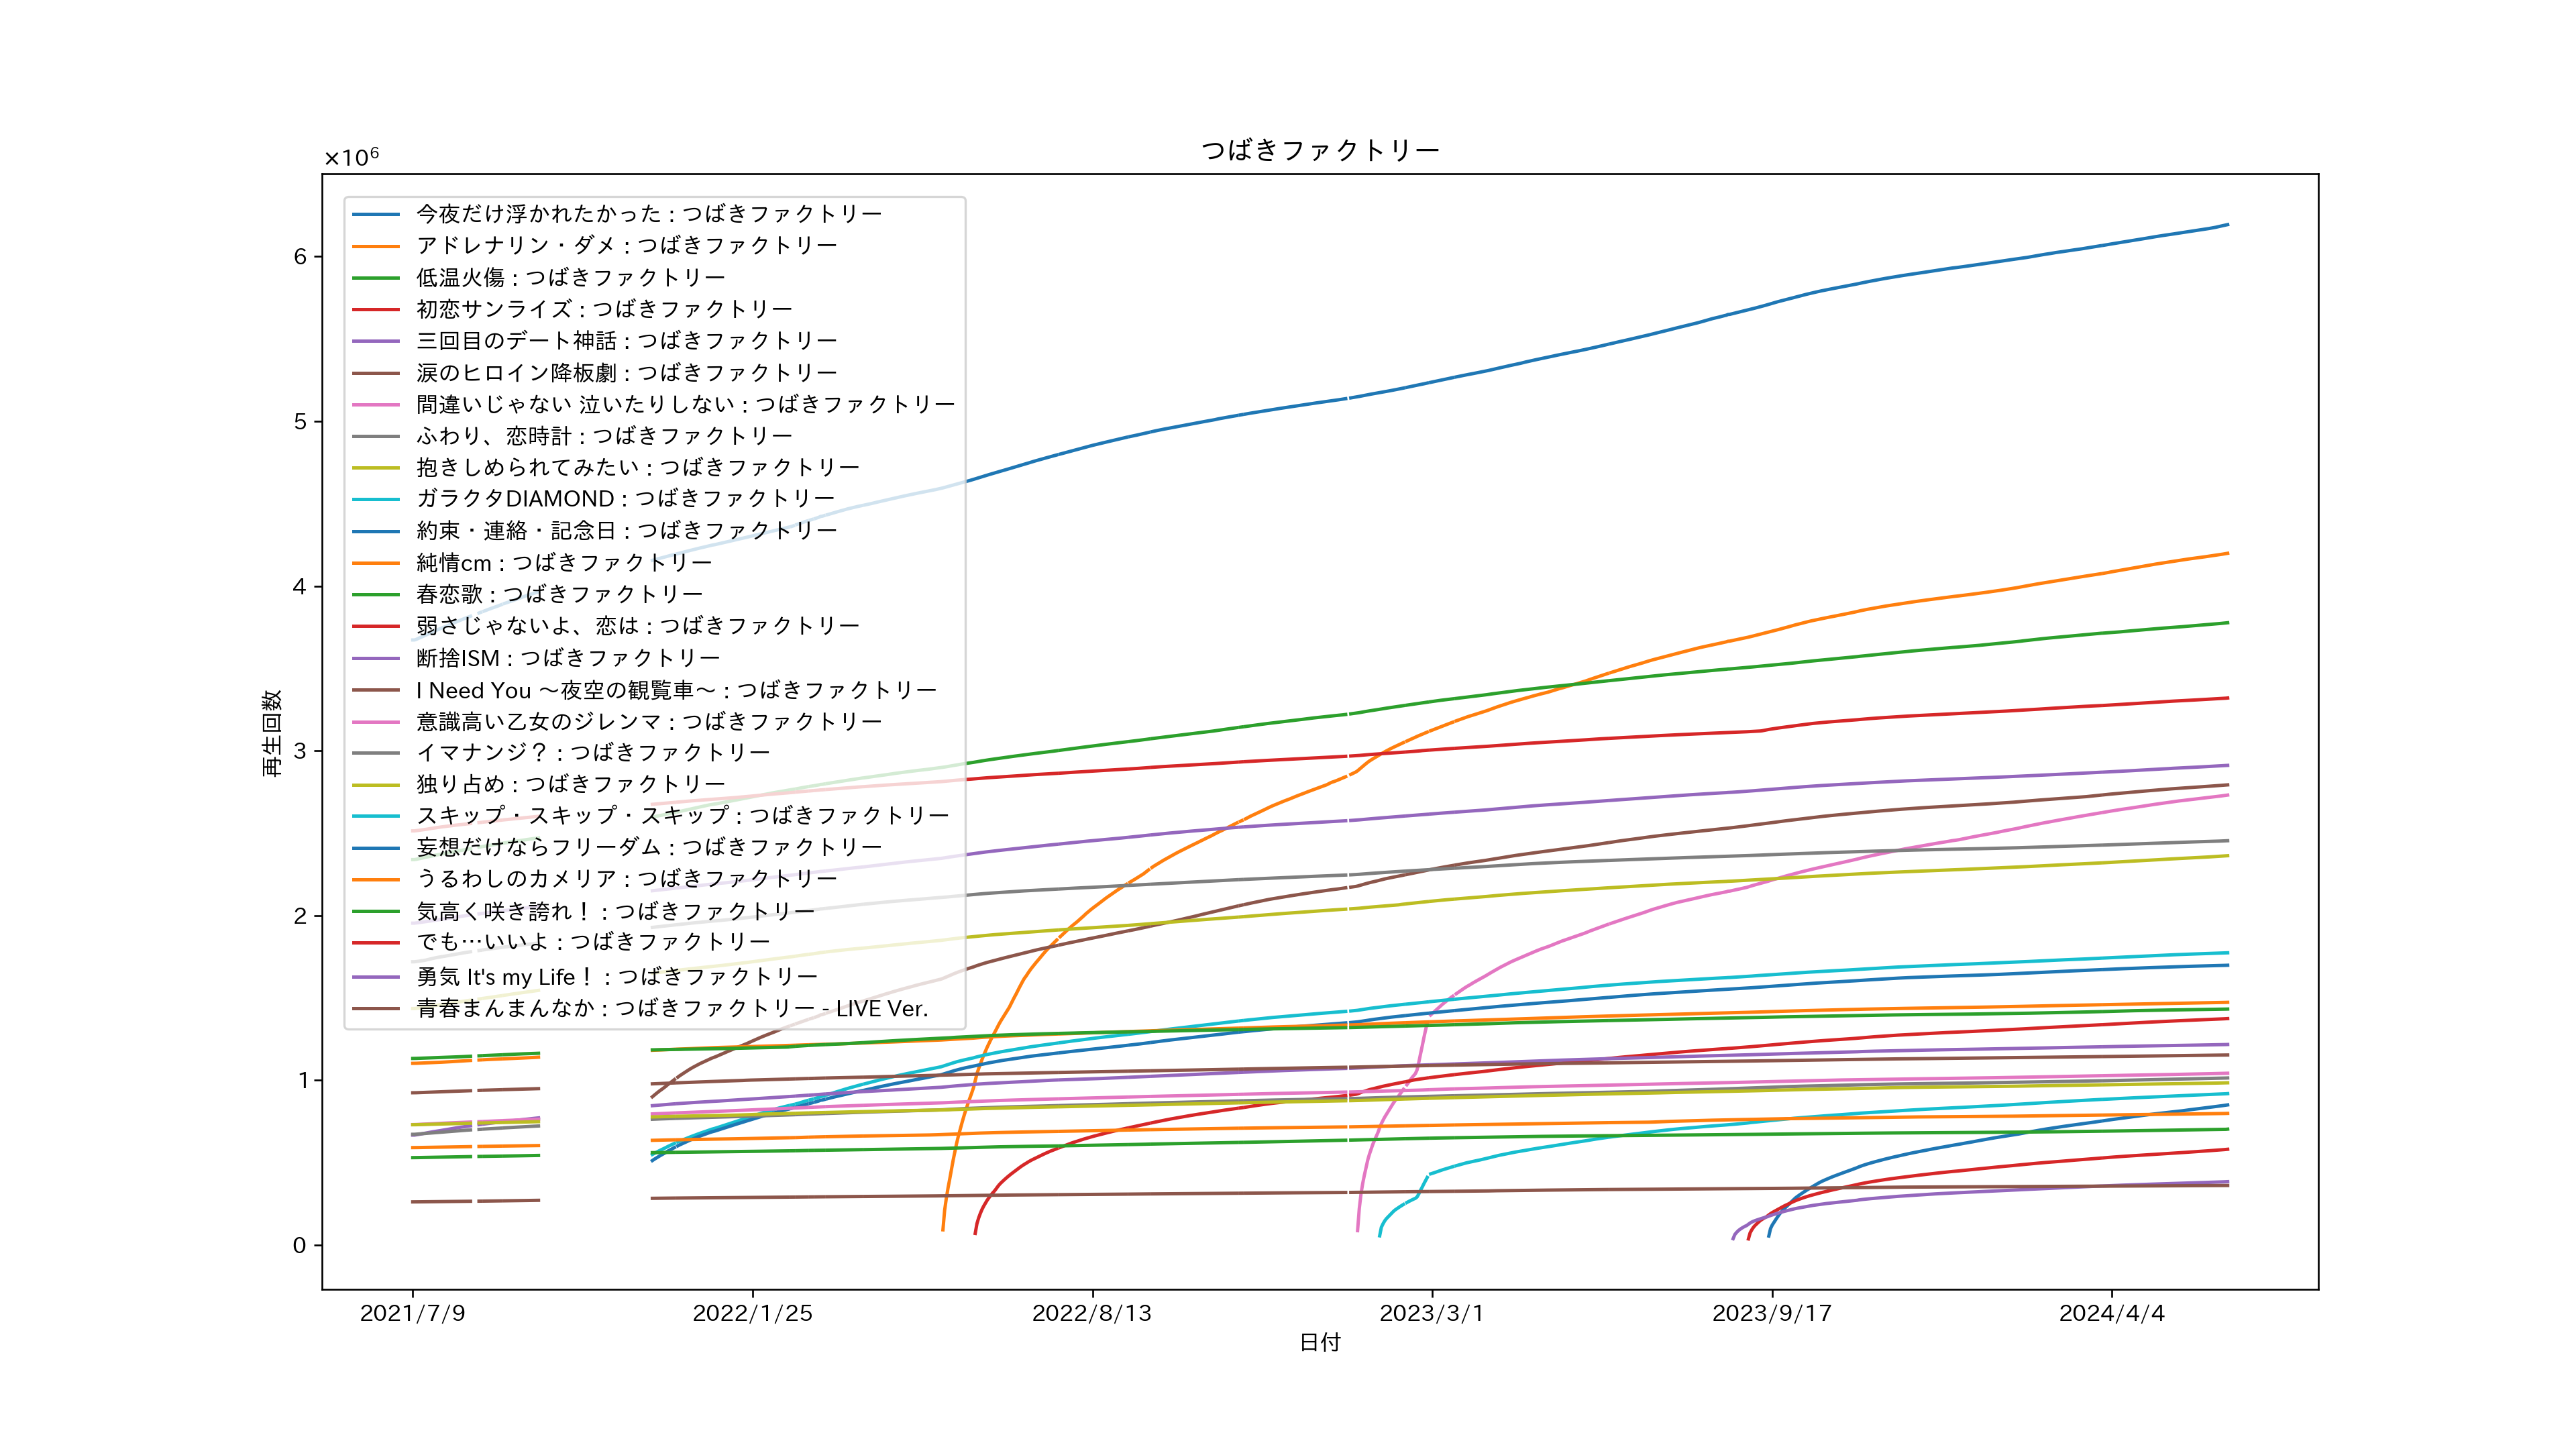 つばきファクトリー
×10⁶
今夜だけ浮かれたかった : つばきファクトリー
アドレナリン・ダメ : つばきファクトリー
低温火傷 : つばきファクトリー
初恋サンライズ : つばきファクトリー
三回目のデート神話 : つばきファクトリー
涙のヒロイン降板劇 : つばきファクトリー
間違いじゃない 泣いたりしない : つばきファクトリー
ふわり、恋時計 : つばきファクトリー
抱きしめられてみたい : つばきファクトリー
ガラクタDIAMOND : つばきファクトリー
約束・連絡・記念日 : つばきファクトリー
純情cm : つばきファクトリー
春恋歌 : つばきファクトリー
弱さじゃないよ、恋は : つばきファクトリー
断捨ISM : つばきファクトリー
I Need You ～夜空の観覧車～ : つばきファクトリー
意識高い乙女のジレンマ : つばきファクトリー
イマナンジ？ : つばきファクトリー
独り占め : つばきファクトリー
スキップ・スキップ・スキップ : つばきファクトリー
妄想だけならフリーダム : つばきファクトリー
うるわしのカメリア : つばきファクトリー
気高く咲き誇れ！ : つばきファクトリー
でも…いいよ : つばきファクトリー
勇気 It's my Life！ : つばきファクトリー
青春まんまんなか : つばきファクトリー - LIVE Ver.
再生回数
6
5
4
3
2
1
0
2021/7/9
2022/1/25
2022/8/13
2023/3/1
2023/9/17
2024/4/4
日付